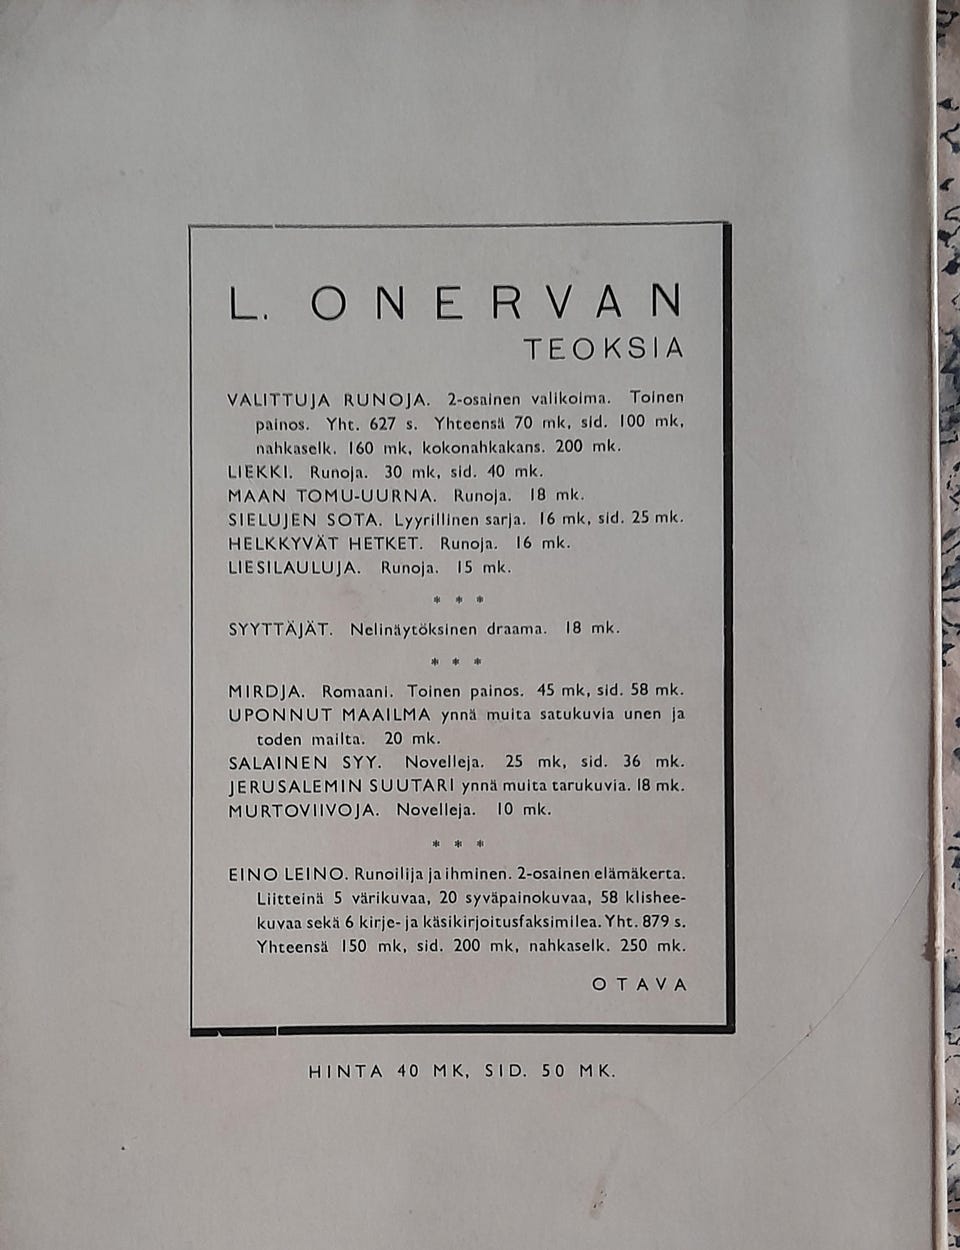 L. ONERVAN
TEOKSIA
VALITTUJA RUNOJA. 2-osainen valikoima. Toinen
painos. Yht. 627 s. Yhteensä 70 mk, sid. 100 mk,
nahkaselk. 160 mk, kokonahkakans. 200 mk.
LIEKKI. Runoja. 30 mk, sid. 40 mk.
MAAN TOMU-UURNA. Runoja. 18 mk.
SIELUJEN SOTA. Lyyrillinen sarja. 16 mk, sid. 25 mk.
HELKKYVÄT HETKET. Runoja. 16 mk.
LIESILAULUJA. Runoja. 15 mk.
* * *
SYYTTÄJÄT. Nelinäytöksinen draama. 18 mk.
* * *
MIRDJA. Romaani. Toinen painos. 45 mk, sid. 58 mk.
UPONNUT MAAILMA ynnä muita satukuvia unen ja
toden mailta. 20 mk.
SALAINEN SYY. Novelleja. 25 mk, sid. 36 mk.
JERUSALEMIN SUUTARI ynnä muita tarukuvia. 18 mk.
MURTOVIIVOJA. Novelleja. 10 mk.
* * *
EINO LEINO. Runoilija ja ihminen. 2-osainen elämäkerta.
Liitteinä 5 värikuvaa, 20 syväpainokuvaa, 58 klishee-
kuvaa sekä 6 kirje- ja käsikirjoitusfaksimilea. Yht. 879 s.
Yhteensä 150 mk, sid. 200 mk, nahkaselk. 250 mk.
OTAVA
HINTA 40 MK, SID. 50 MK.